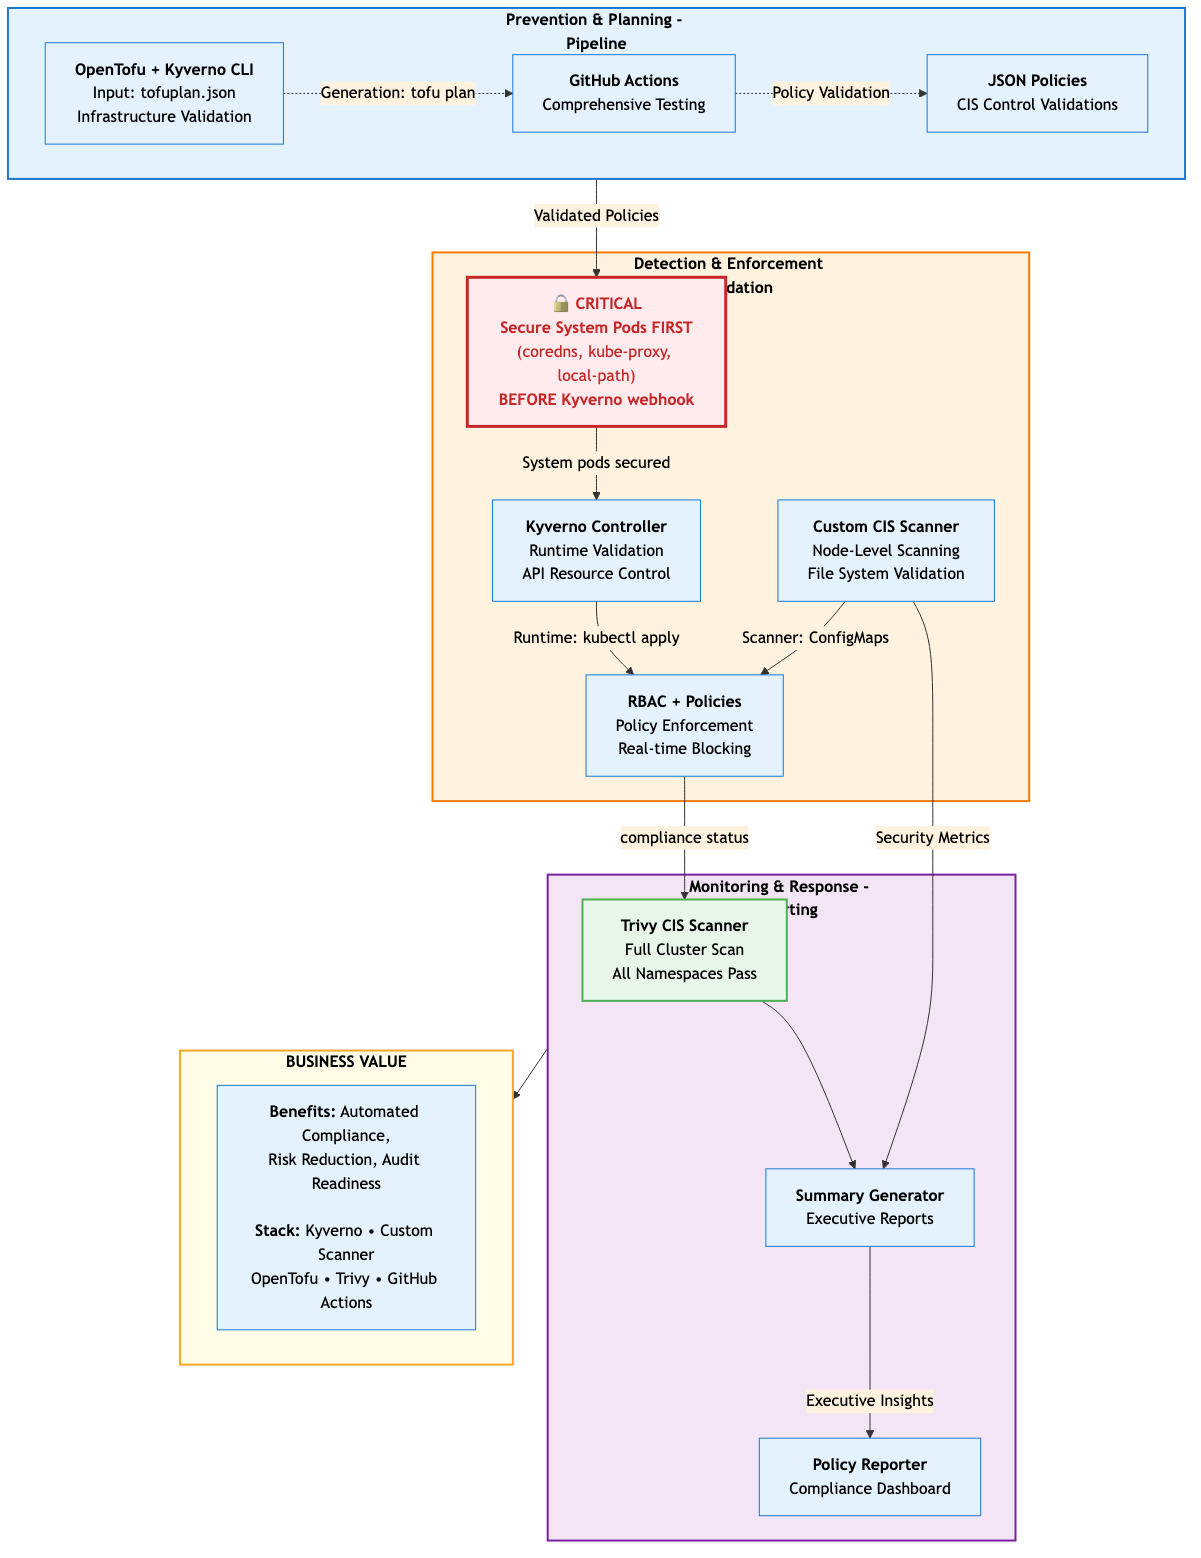 Prevention & Planning -
Pipeline
OpenTofu + Kyverno CLI
Input: tofuplan.json
Infrastructure Validation
Generation: tofu plan
GitHub Actions
Comprehensive Testing
Policy Validation
JSON Policies
CIS Control Validations
Validated Policies
Detection & Enforcement
dation
🔒 CRITICAL
Secure System Pods FIRST
(coredns, kube-proxy,
local-path)
BEFORE Kyverno webhook
System pods secured
Kyverno Controller
Runtime Validation
API Resource Control
Custom CIS Scanner
Node-Level Scanning
File System Validation
Runtime: kubectl apply
Scanner: ConfigMaps
RBAC + Policies
Policy Enforcement
Real-time Blocking
compliance status
Security Metrics
Monitoring & Response -
rting
Trivy CIS Scanner
Full Cluster Scan
All Namespaces Pass
BUSINESS VALUE
Benefits: Automated
Compliance,
Risk Reduction, Audit
Readiness
Stack: Kyverno • Custom
Scanner
OpenTofu • Trivy • GitHub
Actions
Summary Generator
Executive Reports
Executive Insights
Policy Reporter
Compliance Dashboard